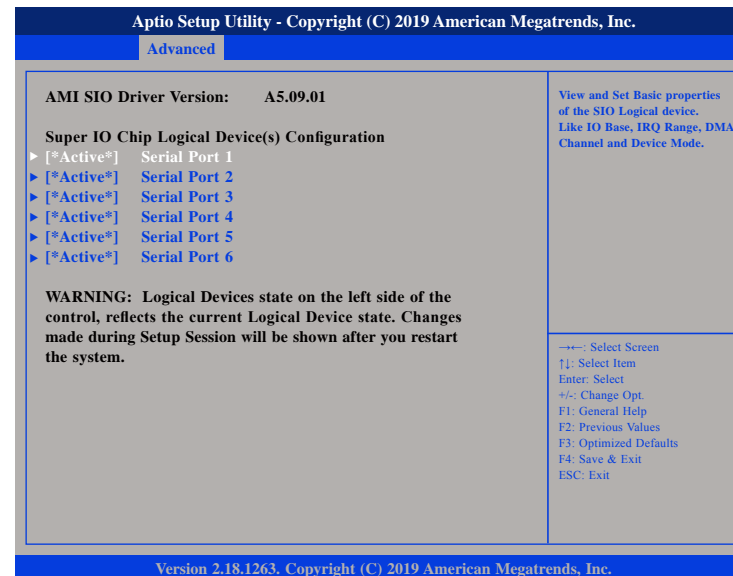 Aptio Setup Utility - Copyright (C) 2019 American Megatrends, Inc.
Advanced
AMI SIO Driver Version: A5.09.01
Super IO Chip Logical Device(s) Configuration
► [*Active*] Serial Port 1
► [*Active*] Serial Port 2
► [*Active*] Serial Port 3
► [*Active*] Serial Port 4
► [*Active*] Serial Port 5
► [*Active*] Serial Port 6
WARNING: Logical Devices state on the left side of the
control, reflects the current Logical Device state. Changes
made during Setup Session will be shown after you restart
the system.
View and Set Basic properties
of the SIO Logical device.
Like IO Base, IRQ Range, DMA
Channel and Device Mode.
→←: Select Screen
↑↓: Select Item
Enter: Select
+/-: Change Opt.
F1: General Help
F2: Previous Values
F3: Optimized Defaults
F4: Save & Exit
ESC: Exit
Version 2.18.1263. Copyright (C) 2019 American Megatrends, Inc.